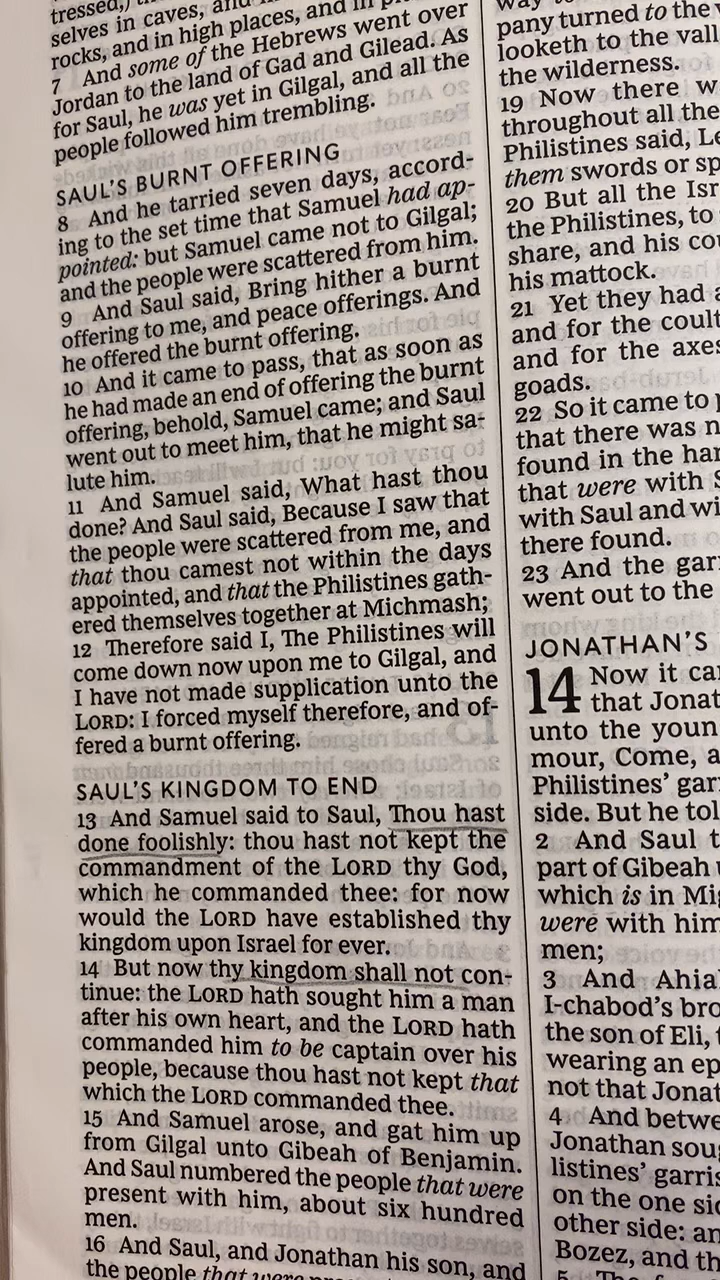 tressed,)
selves in caves, and
rocks, and in high places, and in
7 And some of the Hebrews went over
Jordan to the land of Gad and Gilead. As
for Saul, he was yet in Gilgal, and all the
people followed him trembling.
SAUL'S BURNT OFFERING
8 And he tarried seven days, accord-
ing to the set time that Samuel had ap-
pointed: but Samuel came not to Gilgal;
and the people were scattered from him.
9 And Saul said, Bring hither a burnt
offering to me, and peace offerings. And
he offered the burnt offering.
10 And it came to pass, that as soon as
he had made an end of offering the burnt
offering, behold, Samuel came; and Saul
went out to meet him, that he might sa-
lute him.
11 And Samuel said, What hast thou
done? And Saul said, Because I saw that
the people were scattered from me, and
that thou camest not within the days
appointed, and that the Philistines gath-
ered themselves together at Michmash;
12 Therefore said I, The Philistines will
come down now upon me to Gilgal, and
I have not made supplication unto the
LORD: I forced myself therefore, and of-
fered a burnt offering.
SAUL'S KINGDOM TO END
13 And Samuel said to Saul, Thou hast
done foolishly: thou hast not kept the
commandment of the LORD thy God,
which he commanded thee: for now
would the LORD have established thy
kingdom upon Israel for ever.
14 But now thy kingdom shall not con-
tinue: the LORD hath sought him a man
after his own heart, and the LORD hath
commanded him to be captain over his
people, because thou hast not kept that
which the LORD commanded thee.
15 And Samuel arose, and gat him up
from Gilgal unto Gibeah of Benjamin.
And Saul numbered the people that were
present with him, about six hundred
men.
16 And Saul, and Jonathan his son, and
the people that were
way to
pany turned to the
looketh to the vall
the wilderness.
19 Now there w
throughout all the
Philistines said, Le
them swords or sp
20 But all the Isr
the Philistines, to
share, and his cou
his mattock.
21 Yet they had a
and for the coult
and for the axes
goads.
22 So it came to
that there was n
found in the har
that were with S
with Saul and wi
there found.
23 And the gar
went out to the
JONATHAN'S
14 Now it ca
that Jonat
unto the youn
mour, Come, a
Philistines' gar
side. But he tol
2 And Saul t
part of Gibeah
which is in Mig
were with him
men;
3 And Ahia
I-chabod's bro
the son of Eli, t
wearing an ep
not that Jonat
4 And betwe
Jonathan soug
listines' garris
on the one sid
other side: an
Bozez, and th
5 Th